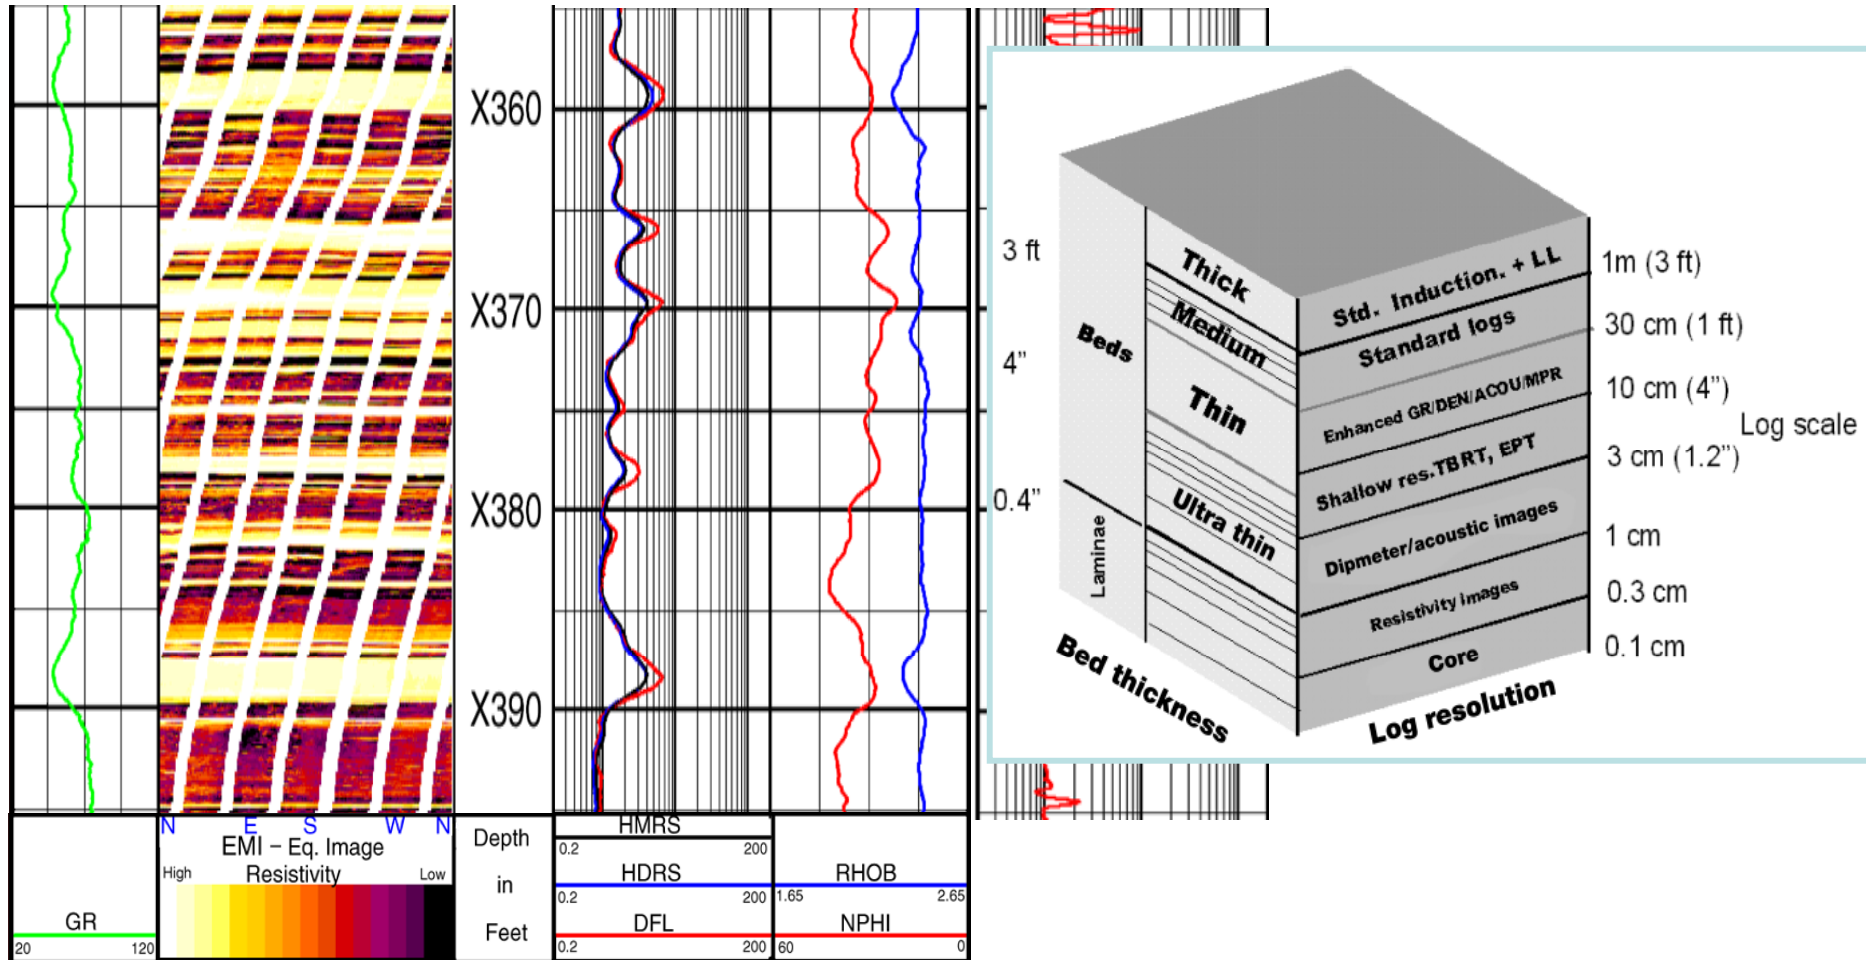 X360
X370
X380
X390
N E S W N
EMI – Eq. Image
High Resistivity Low
GR
20 120
Depth
in
Feet
HMRS
0.2 200
HDRS
0.2 200
DFL
0.2 200
RHOB
1.65 2.65
NPHI
60 0
3 ft
4”
0.4”
Beds
Laminae
Thick
Medium
Thin
Ultra thin
Bed thickness
Std. Induction. + LL
Standard logs
Enhanced GR/DEN/ACOU/MPR
Shallow res.TBRT, EPT
Dipmeter/acoustic images
Resistivity images
Core
Log resolution
1m (3 ft)
30 cm (1 ft)
10 cm (4”)
Log scale
3 cm (1.2”)
1 cm
0.3 cm
0.1 cm